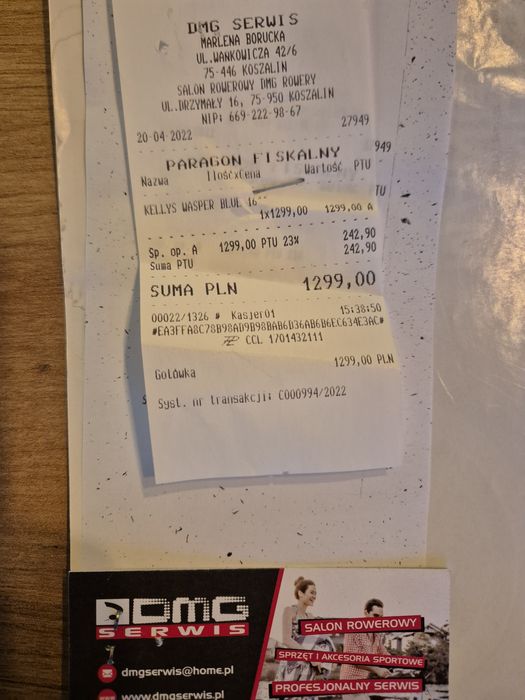 DMG SERWIS
MARLENA BORUCKA
UL.WANKOWICZA 42/6
75-446 KOSZALIN
SALON ROWEROWY DMG ROWERY
UL.DRZYMAŁY 16, 75-950 KOSZALIN
NIP: 669-222-98-67
20-04-2022 27949
949
PARAGON FISKALNY
Nazwa IlośćxCena Wartość PTU
TU
KELLYS WASPER BLUE 16"
1x1299,00 1299,00 A
Sp. op. A 1299,00 PTU 23% 242,90
Suma PTU 242,90
SUMA PLN 1299,00
00022/1326 # Kasjer01 15:38:50
#EA3FFA8C78B98AD9B98BAB6D36AB6B6EC634E3AC#
CCL 1701432111
Gotówka 1299,00 PLN
Syst. nr transakcji: C000994/2022
DMG
SERWIS
SALON ROWEROWY
SPRZĘT I AKCESORIA SPORTOWE
dmgserwis@home.pl
PROFESJONALNY SERWIS
www.dmgserwis.pl